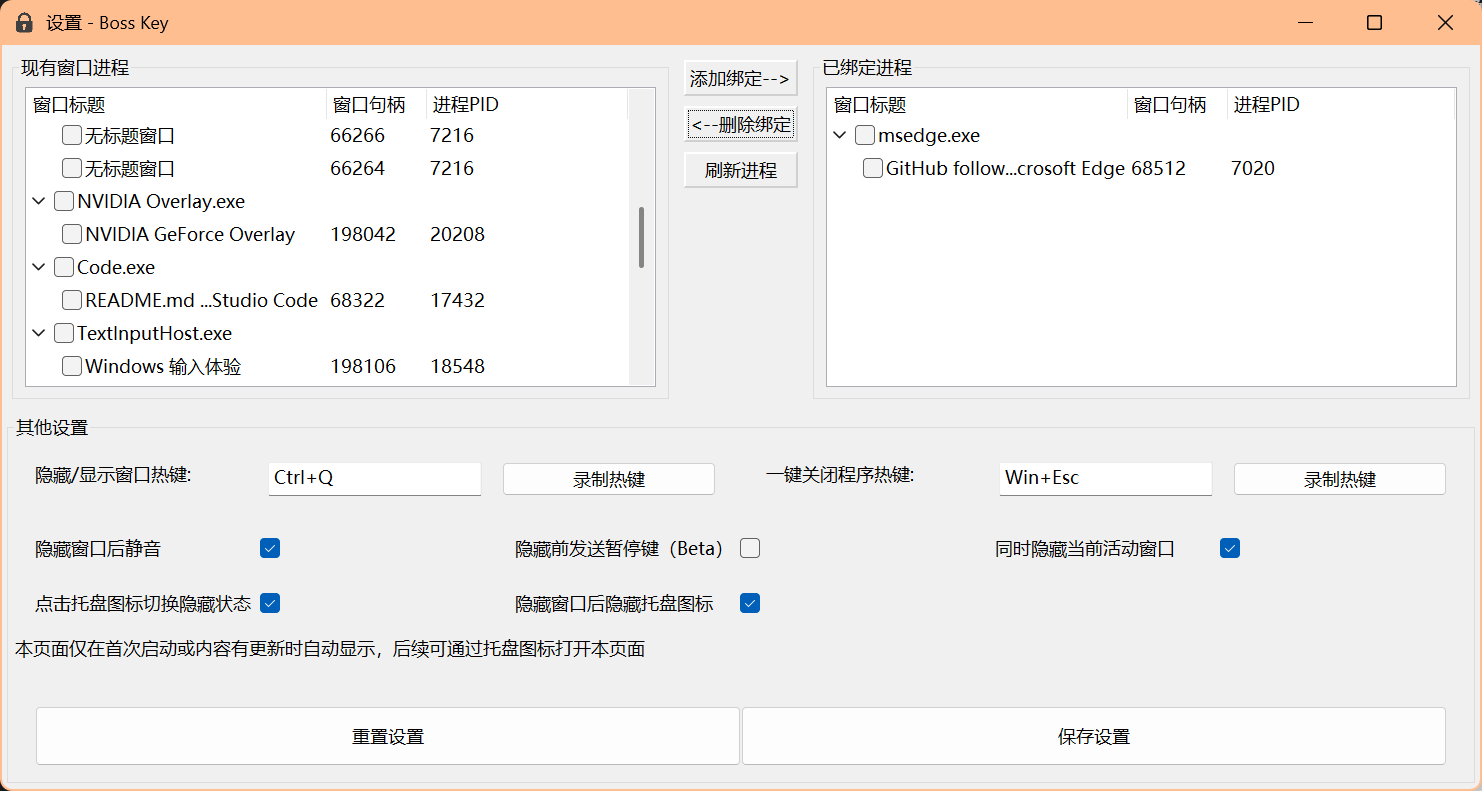 设置 - Boss Key
现有窗口进程
窗口标题 窗口句柄 进程PID
无标题窗口 66266 7216
无标题窗口 66264 7216
NVIDIA Overlay.exe
NVIDIA GeForce Overlay 198042 20208
Code.exe
README.md ...Studio Code 68322 17432
TextInputHost.exe
Windows 输入体验 198106 18548
添加绑定-->
<--删除绑定
刷新进程
已绑定进程
窗口标题 窗口句柄 进程PID
msedge.exe
GitHub follow...crosoft Edge 68512 7020
其他设置
隐藏/显示窗口热键: Ctrl+Q 录制热键 一键关闭程序热键: Win+Esc 录制热键
隐藏窗口后静音 隐藏前发送暂停键（Beta） 同时隐藏当前活动窗口
点击托盘图标切换隐藏状态 隐藏窗口后隐藏托盘图标
本页面仅在首次启动或内容有更新时自动显示，后续可通过托盘图标打开本页面
重置设置 保存设置